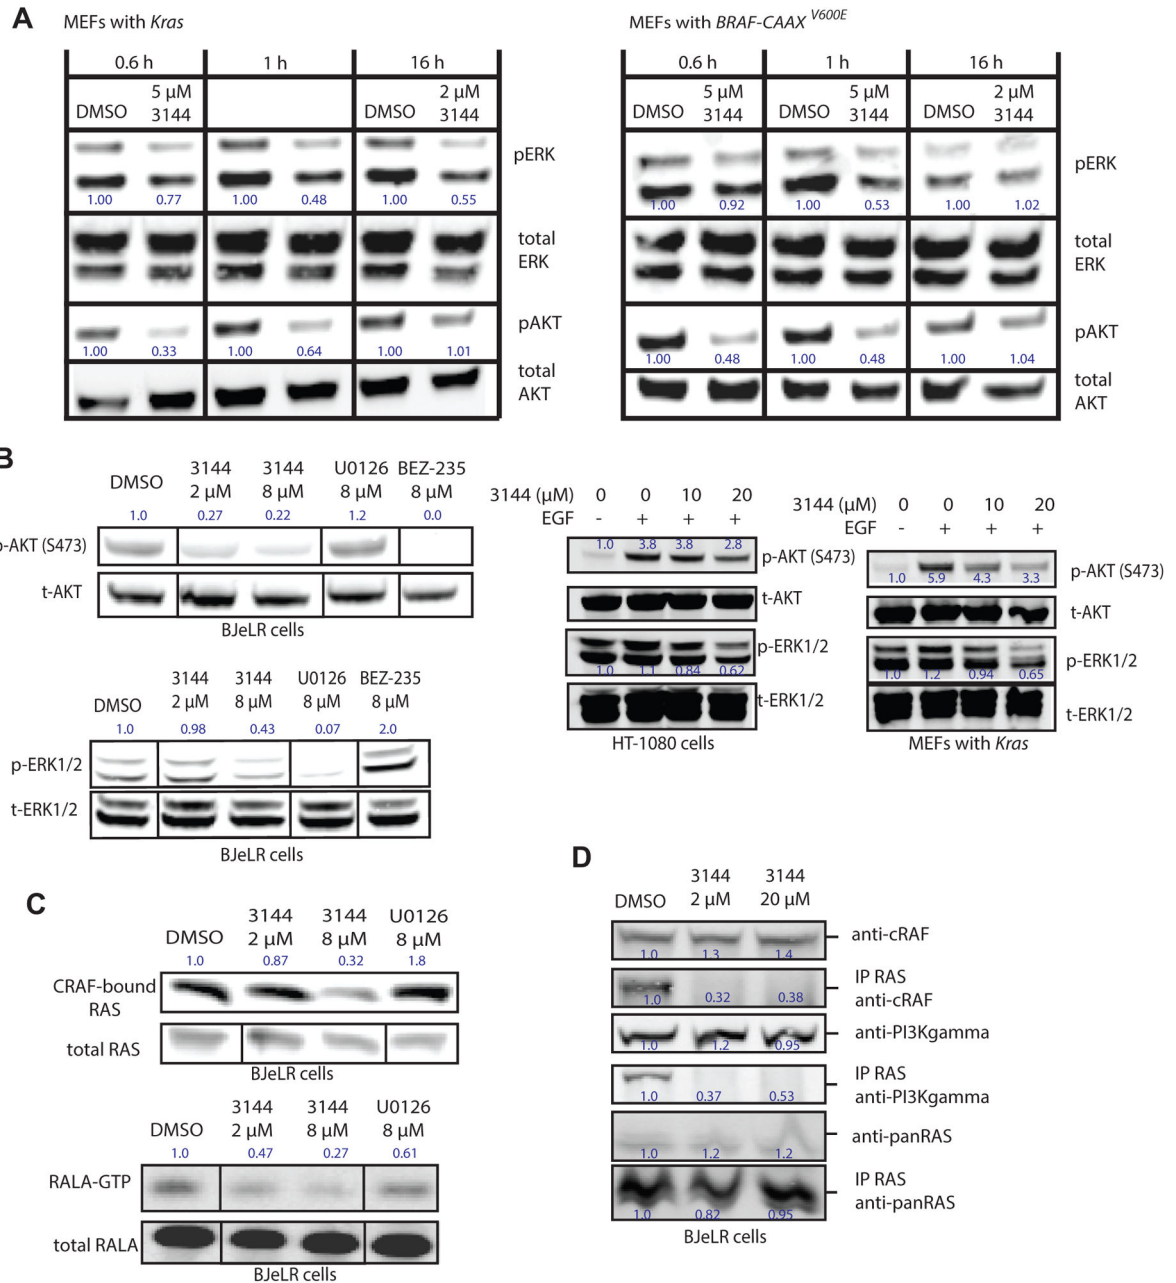 A
MEFs with Kras
0.6 h 1 h 16 h
DMSO 5 µM 3144 DMSO 2 µM 3144
pERK
1.00 0.77 1.00 0.48 1.00 0.55
total ERK
pAKT
1.00 0.33 1.00 0.64 1.00 1.01
total AKT
MEFs with BRAF-CAAX V600E
0.6 h 1 h 16 h
DMSO 5 µM 3144 DMSO 5 µM 3144 DMSO 2 µM 3144
pERK
1.00 0.92 1.00 0.53 1.00 1.02
total ERK
pAKT
1.00 0.48 1.00 0.48 1.00 1.04
total AKT
B
DMSO 3144 2 µM 3144 8 µM U0126 8 µM BEZ-235 8 µM
1.0 0.27 0.22 1.2 0.0
p-AKT (S473)
t-AKT
BJeLR cells
DMSO 3144 2 µM 3144 8 µM U0126 8 µM BEZ-235 8 µM
1.0 0.98 0.43 0.07 2.0
p-ERK1/2
t-ERK1/2
BJeLR cells
3144 (µM) 0 0 10 20
EGF - + + +
1.0 3.8 3.8 2.8
p-AKT (S473)
t-AKT
p-ERK1/2
1.0 1.1 0.84 0.62
t-ERK1/2
HT-1080 cells
3144 (µM) 0 0 10 20
EGF - + + +
p-AKT (S473)
1.0 5.9 4.3 3.3
t-AKT
p-ERK1/2
1.0 1.2 0.94 0.65
t-ERK1/2
MEFs with Kras
C
DMSO 3144 2 µM 3144 8 µM U0126 8 µM
1.0 0.87 0.32 1.8
CRAF-bound RAS
total RAS
BJeLR cells
DMSO 3144 2 µM 3144 8 µM U0126 8 µM
1.0 0.47 0.27 0.61
RALA-GTP
total RALA
BJeLR cells
D
DMSO 3144 2 µM 3144 20 µM
anti-cRAF
1.0 1.3 1.4
IP RAS anti-cRAF
1.0 0.32 0.38
anti-PI3Kgamma
1.0 1.2 0.95
IP RAS anti-PI3Kgamma
1.0 0.37 0.53
anti-panRAS
1.0 1.2 1.2
IP RAS anti-panRAS
1.0 0.82 0.95
BJeLR cells